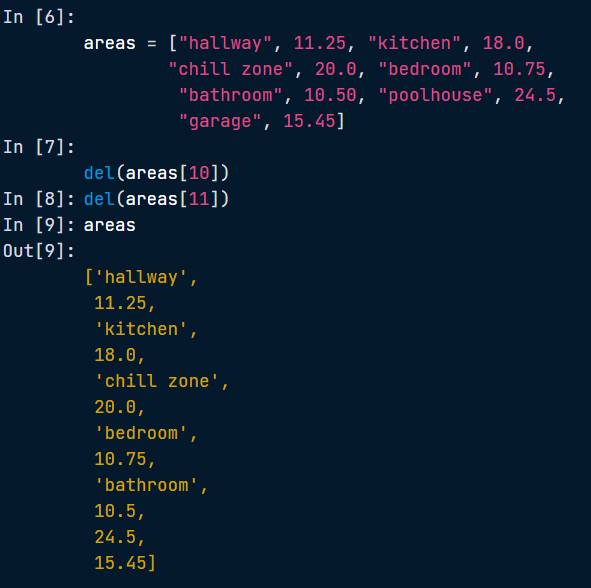 In [6]:
areas = ["hallway", 11.25, "kitchen", 18.0,
"chill zone", 20.0, "bedroom", 10.75,
"bathroom", 10.50, "poolhouse", 24.5,
"garage", 15.45]
In [7]:
del(areas[10])
In [8]: del(areas[11])
In [9]: areas
Out[9]:
['hallway',
11.25,
'kitchen',
18.0,
'chill zone',
20.0,
'bedroom',
10.75,
'bathroom',
10.5,
24.5,
15.45]